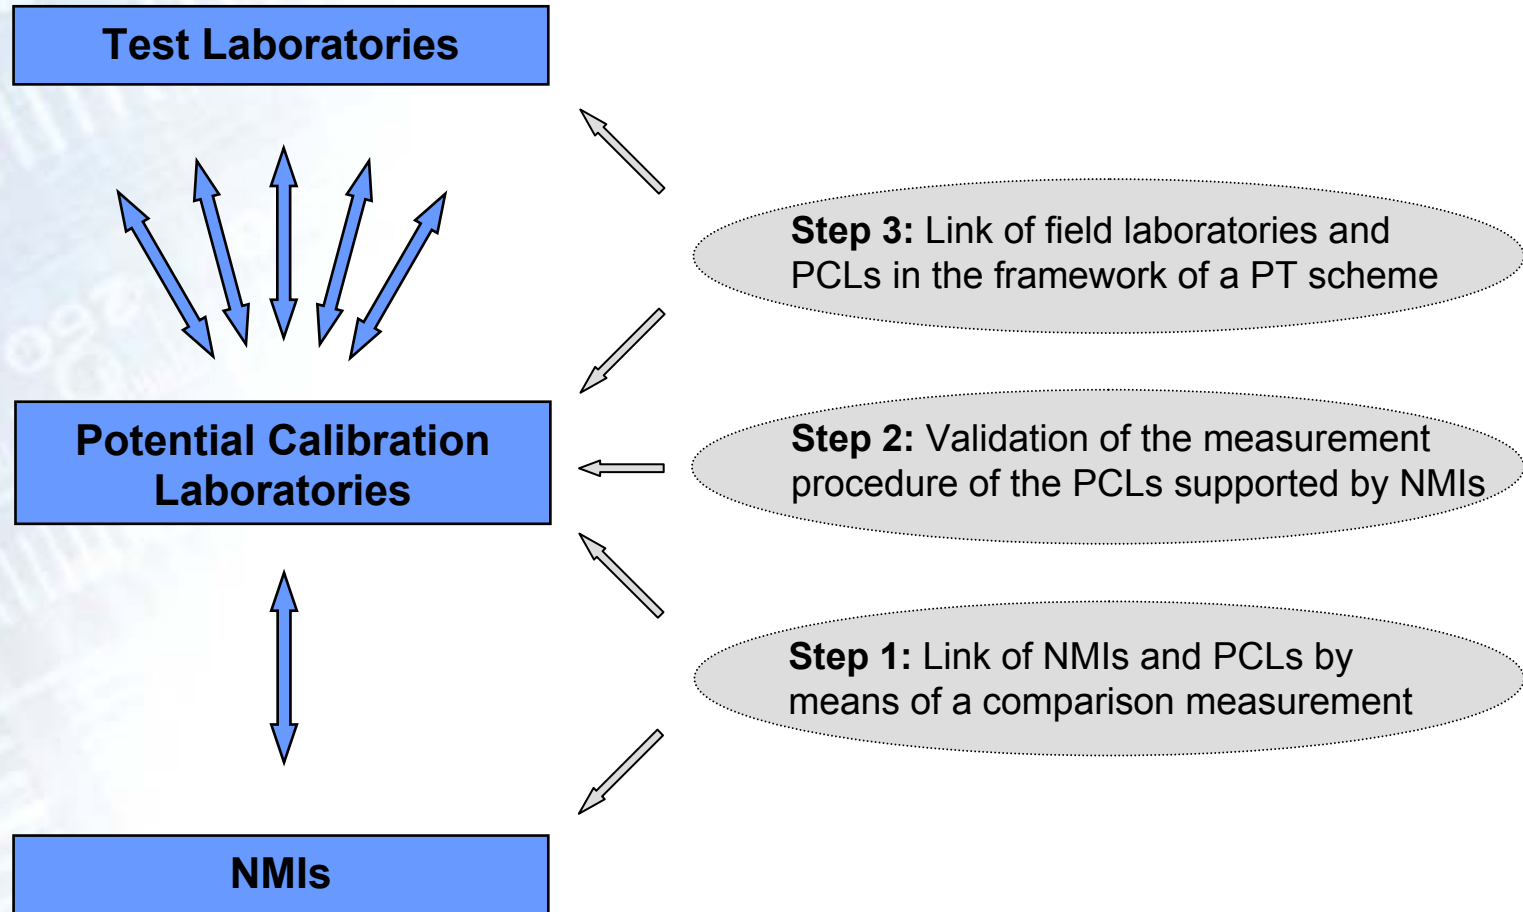 Test Laboratories
Step 3: Link of field laboratories and
PCLs in the framework of a PT scheme
Potential Calibration
Laboratories
Step 2: Validation of the measurement
procedure of the PCLs supported by NMIs
Step 1: Link of NMIs and PCLs by
means of a comparison measurement
NMIs